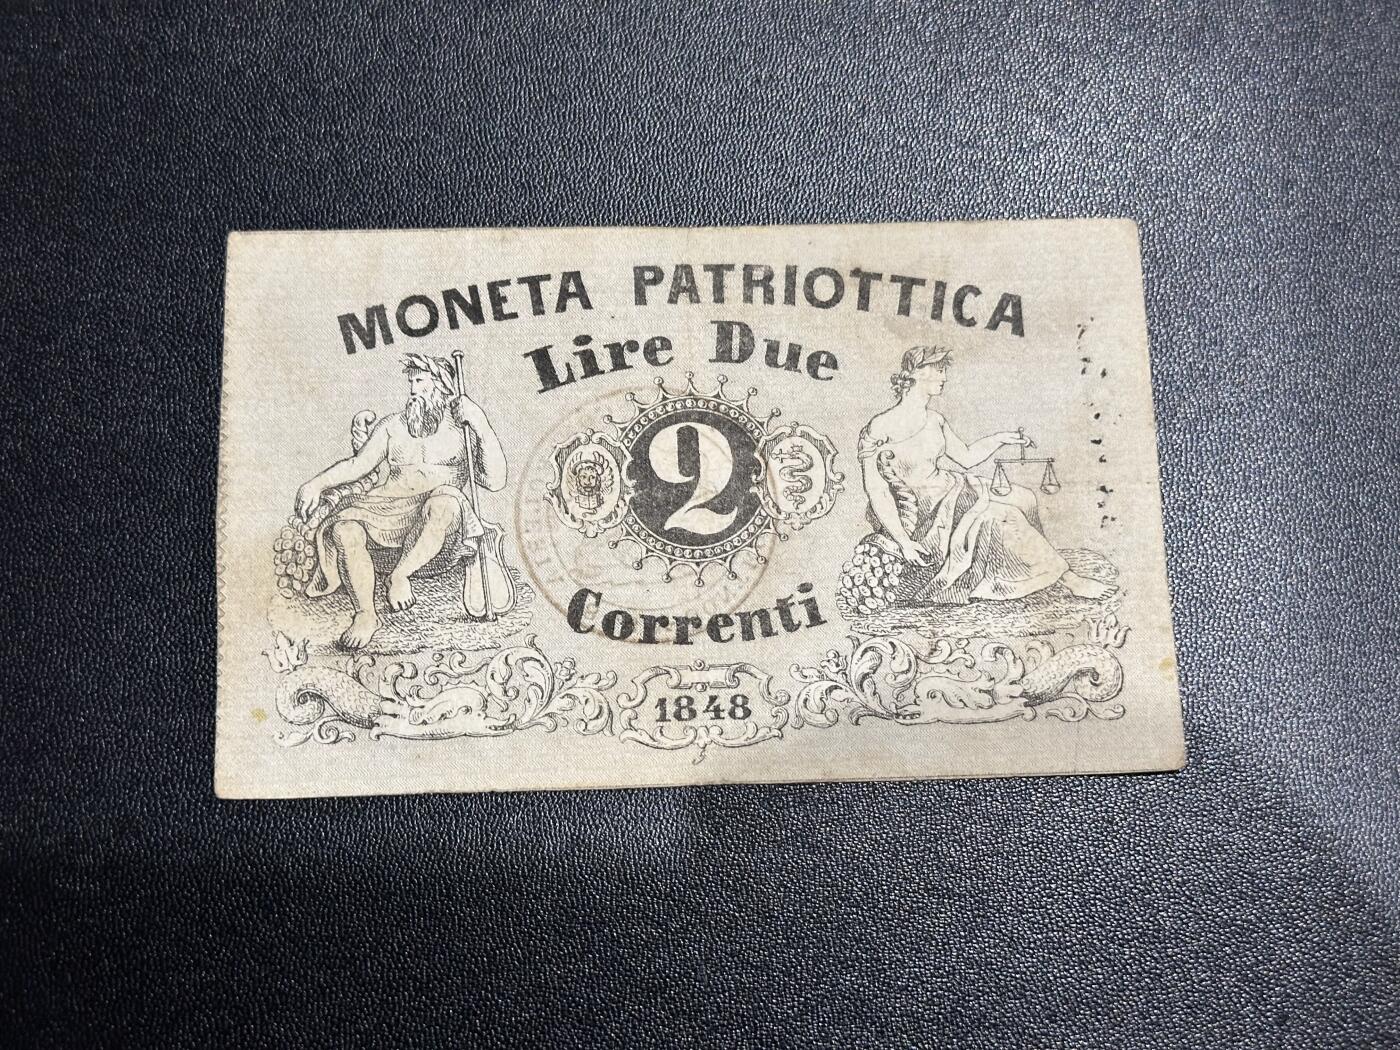 MONETA PATRIOTTICA
Lire Due
2
Correnti
1848